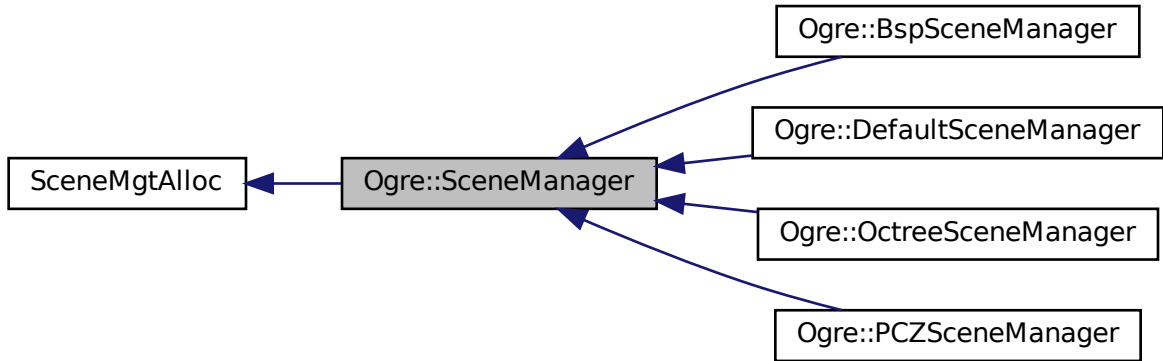 Ogre::BspSceneManager
Ogre::DefaultSceneManager
SceneMgtAlloc
Ogre::SceneManager
Ogre::OctreeSceneManager
Ogre::PCZSceneManager